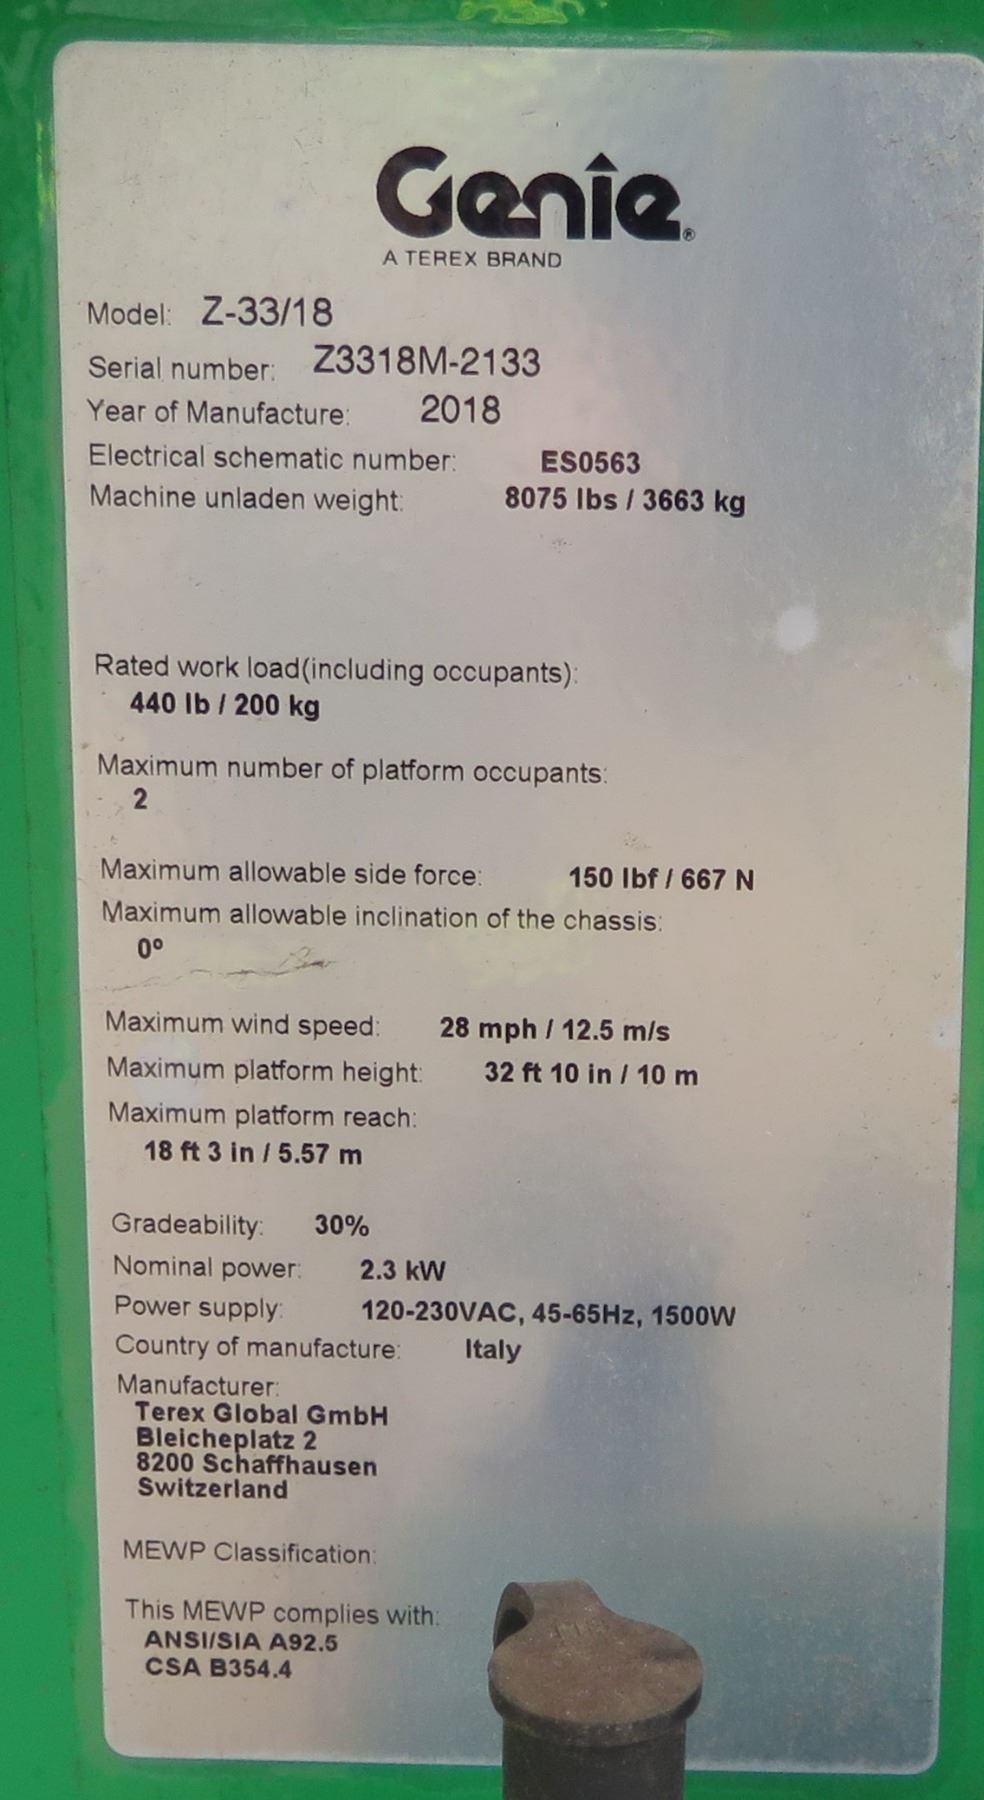 Genie®
A TEREX BRAND
Model: Z-33/18
Serial number: Z3318M-2133
Year of Manufacture: 2018
Electrical schematic number: ES0563
Machine unladen weight: 8075 lbs / 3663 kg
Rated work load(including occupants):
440 lb / 200 kg
Maximum number of platform occupants:
2
Maximum allowable side force: 150 lbf / 667 N
Maximum allowable inclination of the chassis:
0°
Maximum wind speed: 28 mph / 12.5 m/s
Maximum platform height: 32 ft 10 in / 10 m
Maximum platform reach:
18 ft 3 in / 5.57 m
Gradeability: 30%
Nominal power: 2.3 kW
Power supply: 120-230VAC, 45-65Hz, 1500W
Country of manufacture: Italy
Manufacturer:
Terex Global GmbH
Bleicheplatz 2
8200 Schaffhausen
Switzerland
MEWP Classification:
This MEWP complies with:
ANSI/SIA A92.5
CSA B354.4